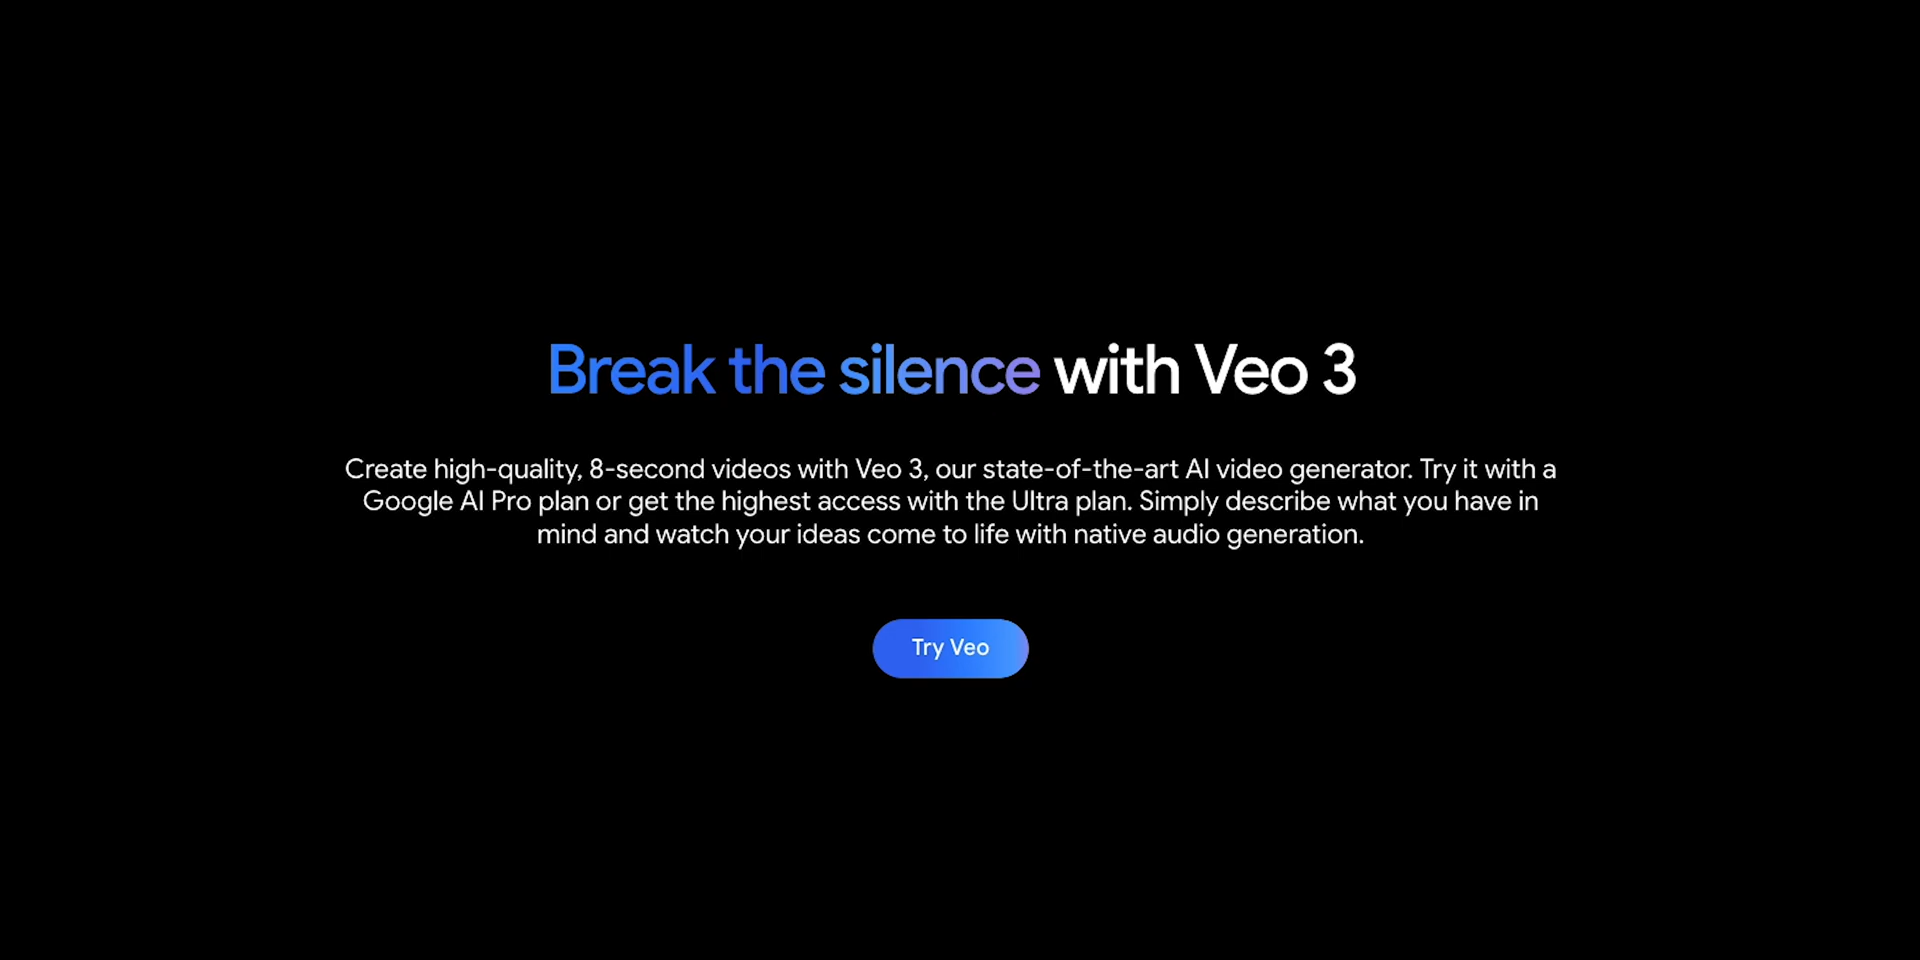 Break the silence with Veo 3
Create high-quality, 8-second videos with Veo 3, our state-of-the-art AI video generator. Try it with a
Google AI Pro plan or get the highest access with the Ultra plan. Simply describe what you have in
mind and watch your ideas come to life with native audio generation.
Try Veo